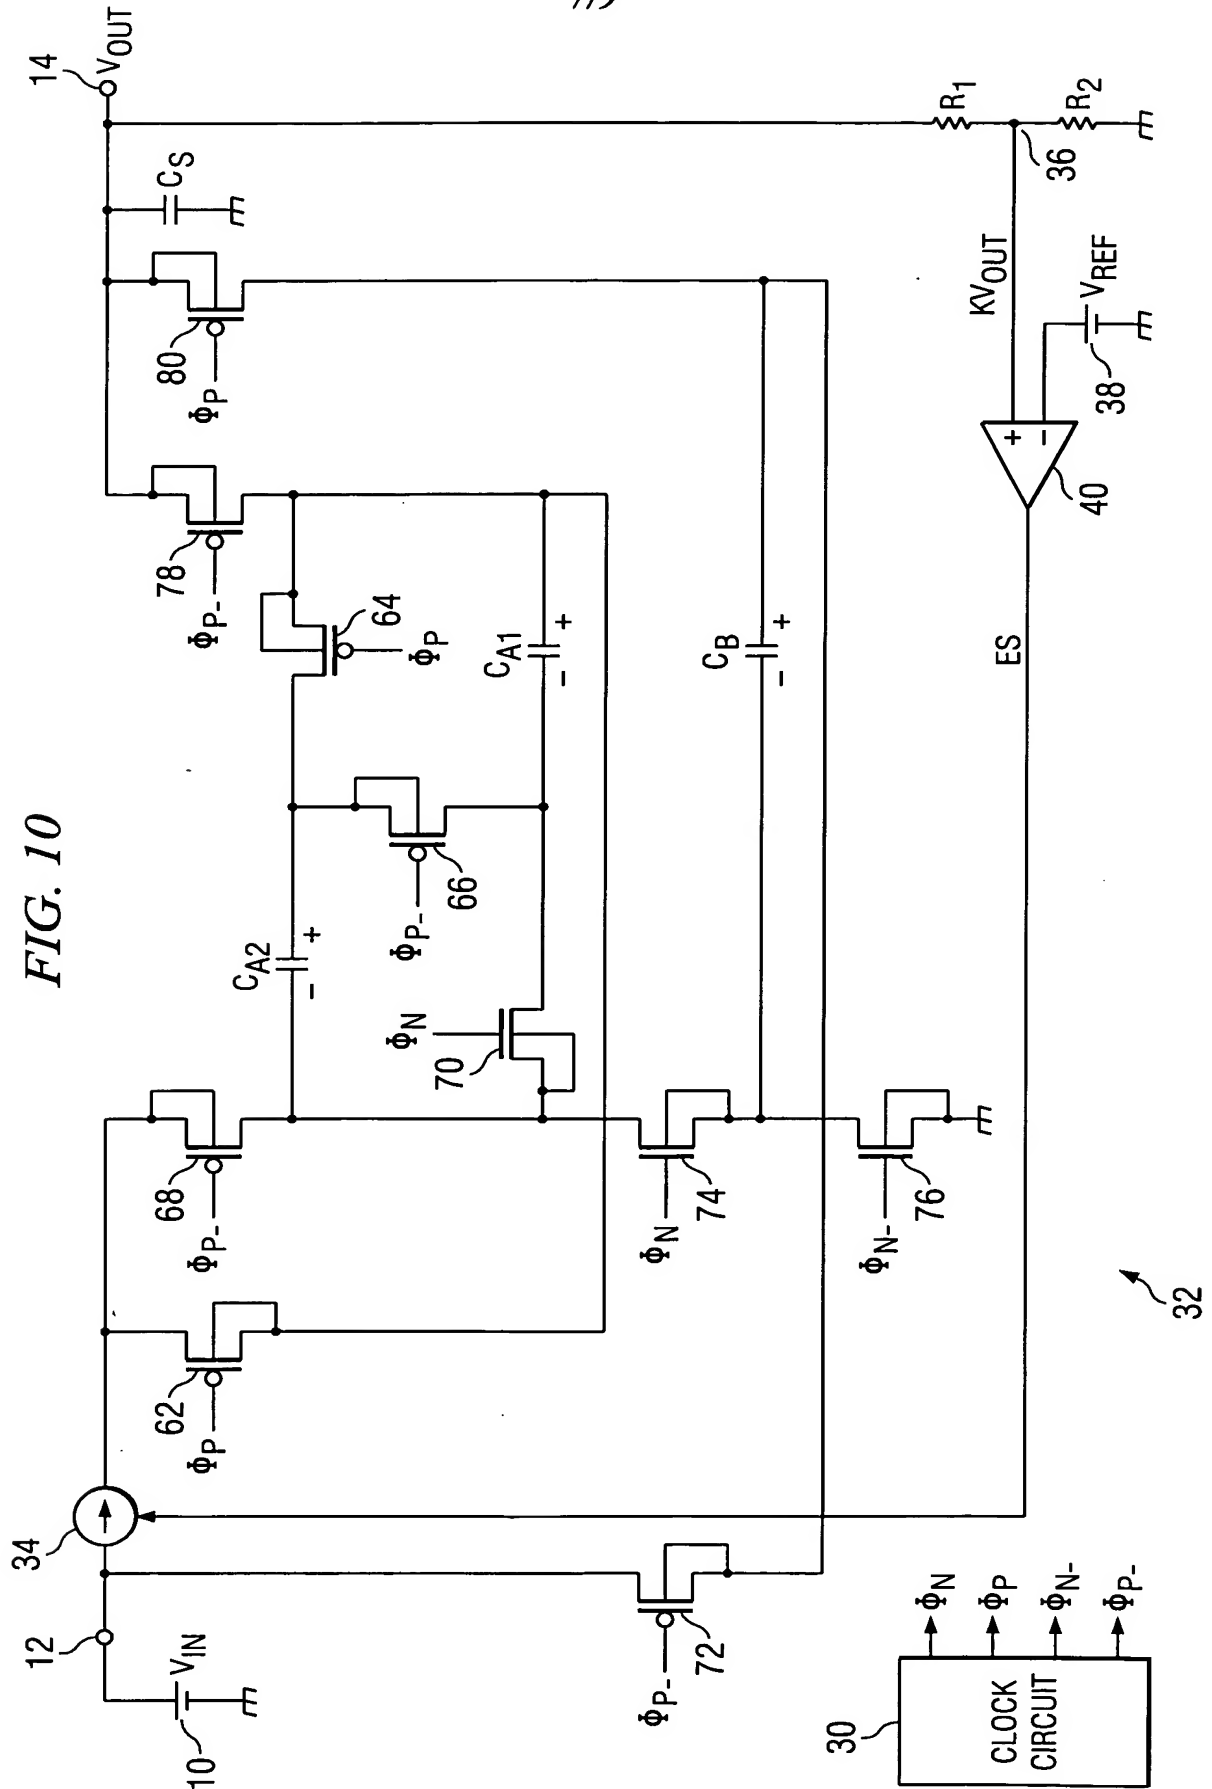 FIG. 10
14
VOUT
CS
80
ΦP
78
ΦP-
64
ΦP
CA1
+
-
CB
+
-
66
ΦP-
CA2
+
-
ΦN
70
68
ΦP-
62
ΦP
34
12
VIN
10
74
ΦN
76
ΦN-
72
ΦP-
R1
R2
36
KVOUT
VREF
38
+
-
40
ES
32
30
CLOCK
CIRCUIT
ΦN
ΦP
ΦN-
ΦP-